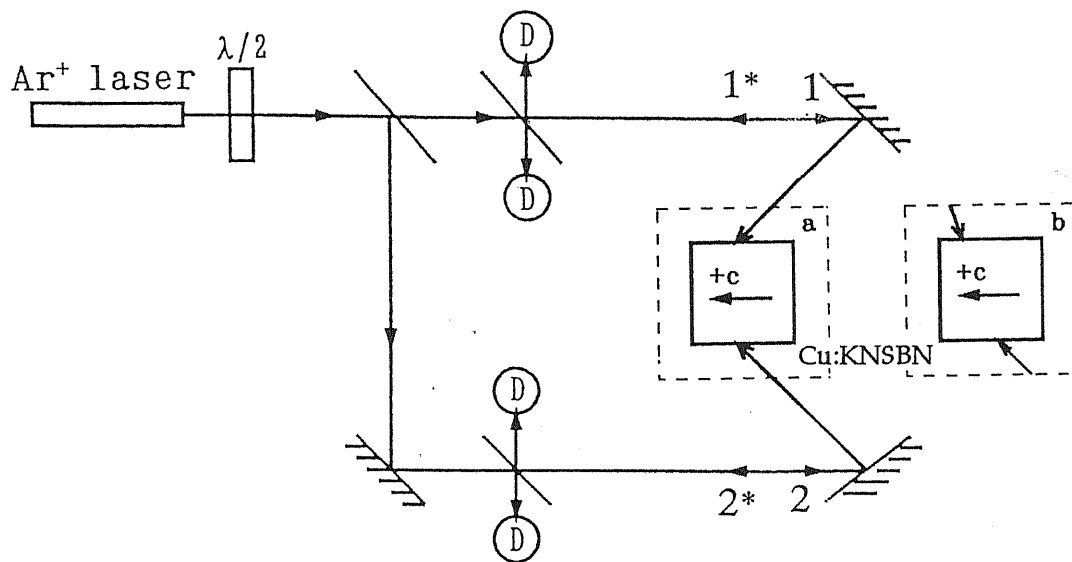 Ar⁺ laser
λ/2
D
D
1* 1
a
+c
b
+c
Cu:KNSBN
D
D
2* 2